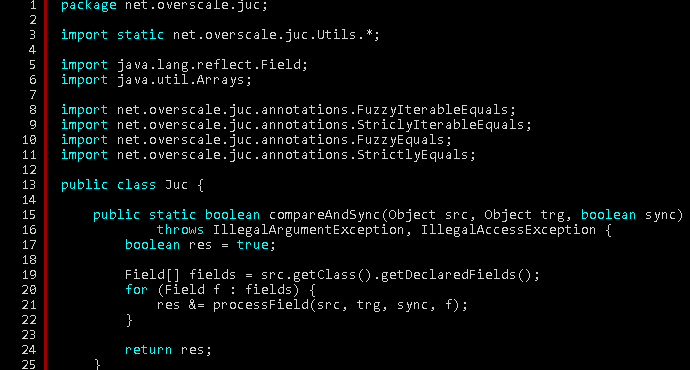 1 package net.overscale.juc;
2
3 import static net.overscale.juc.Utils.*;
4
5 import java.lang.reflect.Field;
6 import java.util.Arrays;
7
8 import net.overscale.juc.annotations.FuzzyIterableEquals;
9 import net.overscale.juc.annotations.StriclyIterableEquals;
10 import net.overscale.juc.annotations.FuzzyEquals;
11 import net.overscale.juc.annotations.StrictlyEquals;
12
13 public class Juc {
14
15     public static boolean compareAndSync(Object src, Object trg, boolean sync)
16             throws IllegalArgumentException, IllegalAccessException {
17         boolean res = true;
18
19         Field[] fields = src.getClass().getDeclaredFields();
20         for (Field f : fields) {
21             res &= processField(src, trg, sync, f);
22         }
23
24         return res;
25     }